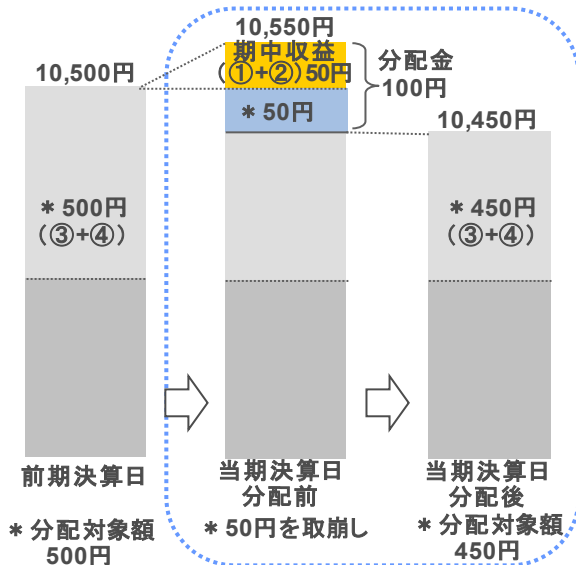 10,550円
期中収益
(①+②)50円
分配金
100円
10,500円
＊50円
10,450円
＊500円
(③+④)
＊450円
(③+④)
前期決算日
当期決算日
分配前
当期決算日
分配後
＊分配対象額
500円
＊50円を取崩し
＊分配対象額
450円